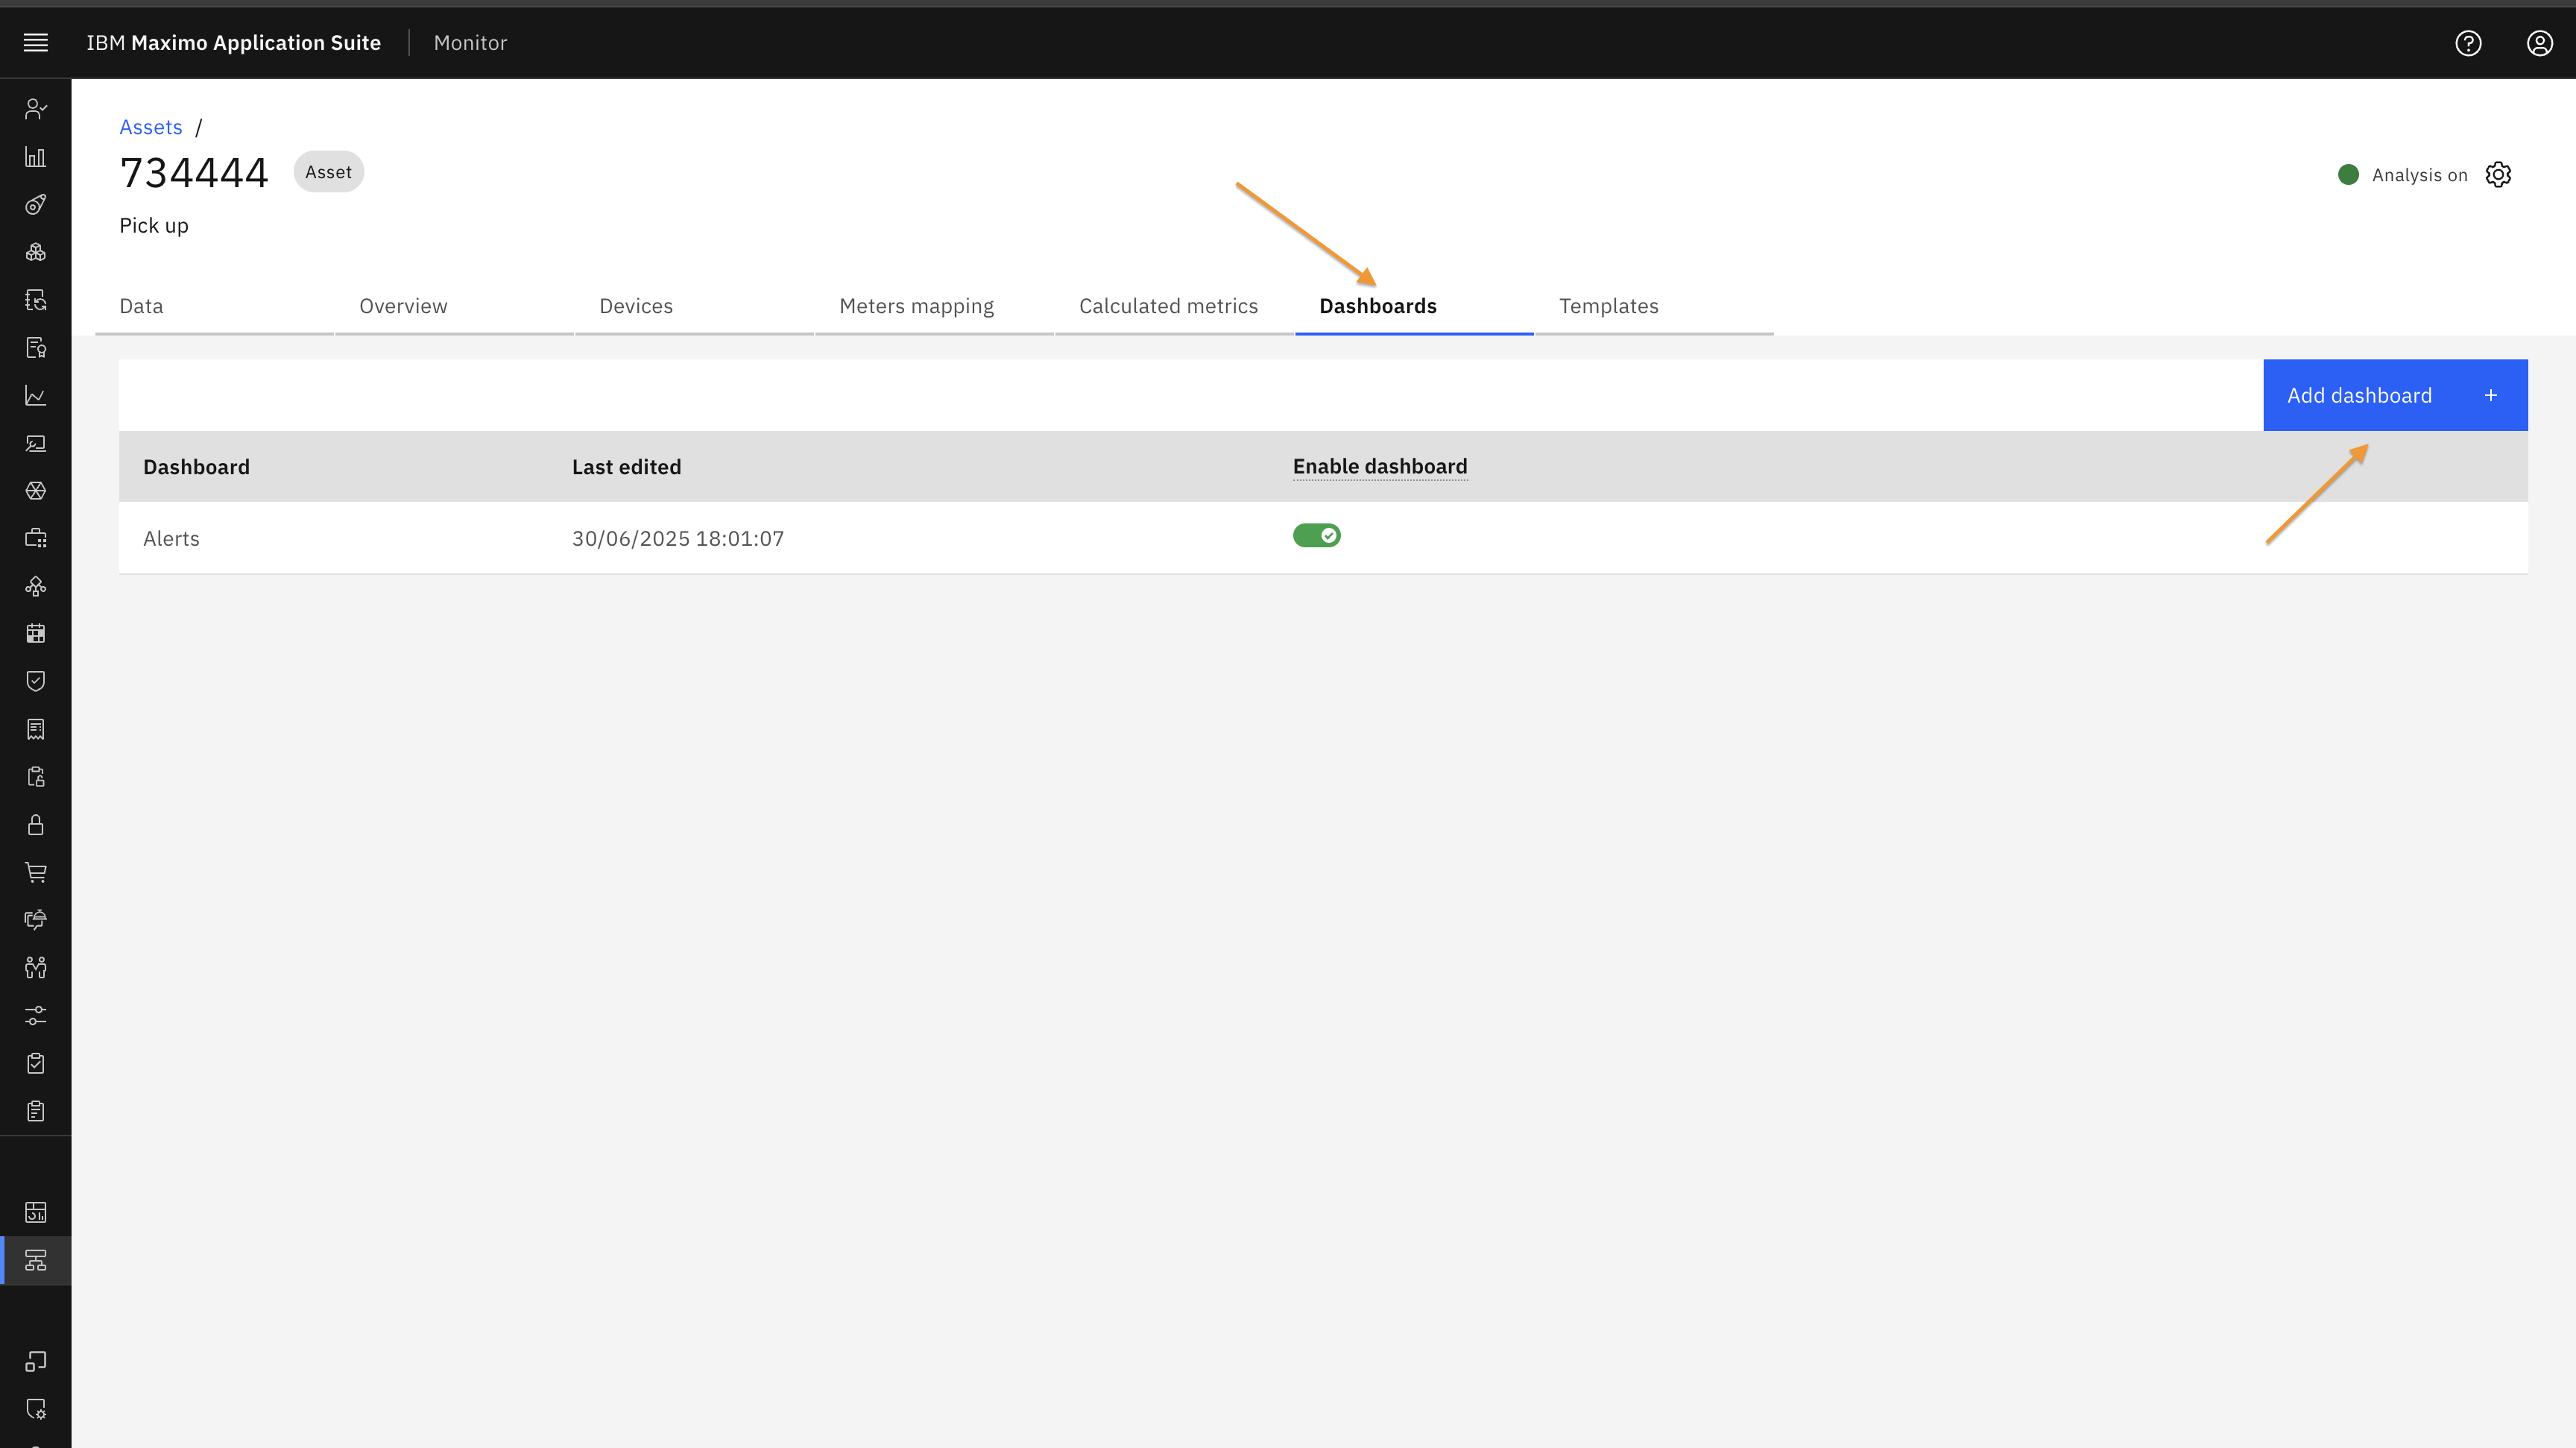 IBM Maximo Application Suite | Monitor
Assets /
734444 Asset
Analysis on
Pick up
Data Overview Devices Meters mapping Calculated metrics Dashboards Templates
Add dashboard +
Dashboard Last edited Enable dashboard
Alerts 30/06/2025 18:01:07